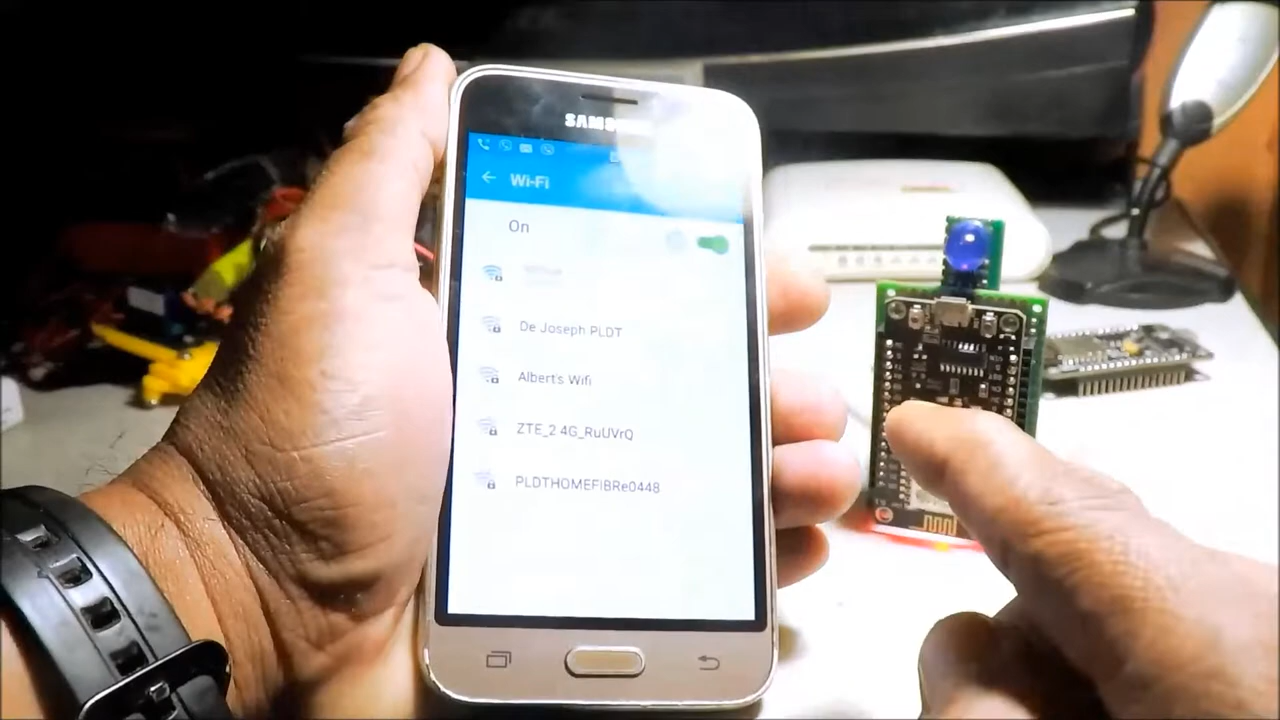 SAMSUNG
Wi-Fi
On
De Joseph PLDT
Albert's Wifi
ZTE_2.4G_RuUVrQ
PLDTHOMEFIBRe0448